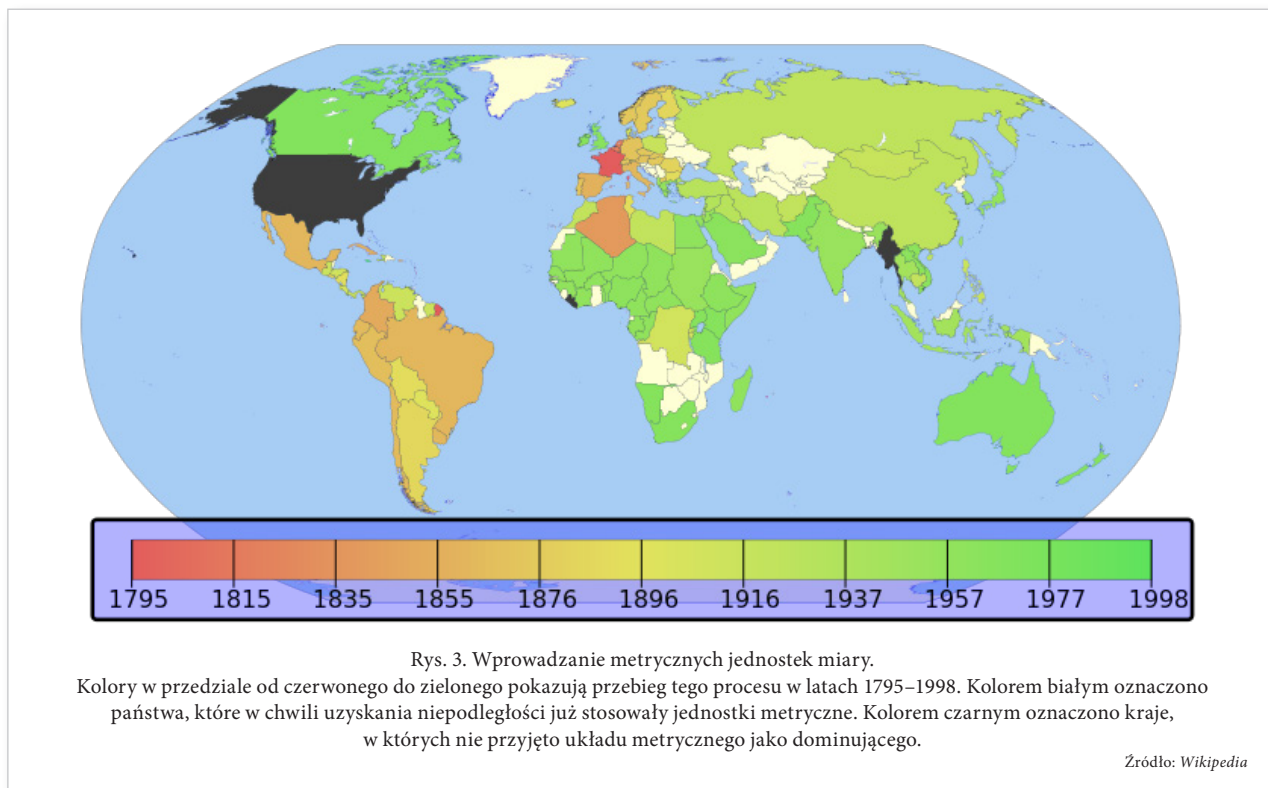 1795 1815 1835 1855 1876 1896 1916 1937 1957 1977 1998
Rys. 3. Wprowadzanie metrycznych jednostek miary.
Kolory w przedziale od czerwonego do zielonego pokazują przebieg tego procesu w latach 1795–1998. Kolorem białym oznaczono
państwa, które w chwili uzyskania niepodległości już stosowały jednostki metryczne. Kolorem czarnym oznaczono kraje,
w których nie przyjęto układu metrycznego jako dominującego.
Źródło: Wikipedia